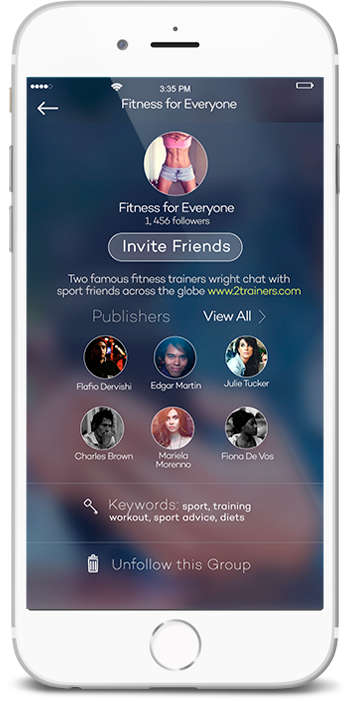 3:35 PM
Fitness for Everyone
Fitness for Everyone
1, 456 followers
Invite Friends
Two famous fitness trainers wright chat with
sport friends across the globe www.2trainers.com
Publishers View All
Flafio Dervishi Edgar Martin Julie Tucker
Charles Brown Mariela Morenno Fiona De Vos
Keywords: sport, training
workout, sport advice, diets
Unfollow this Group